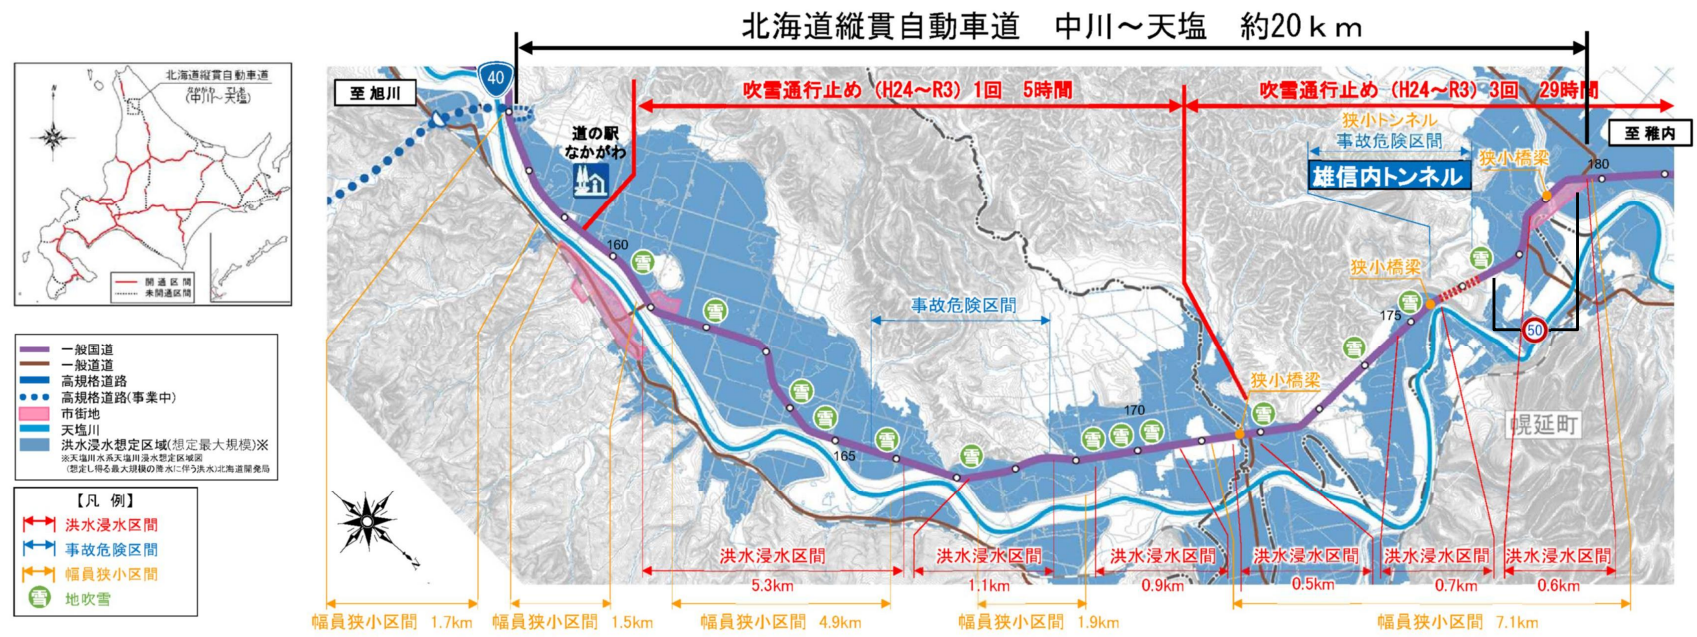 北海道縦貫自動車道　中川～天塩　約20ｋｍ
北海道縦貫自動車道
(中川～天塩)
N
開通区間
未開通区間
至 旭川
40
吹雪通行止め（H24～R3）1回　5時間
吹雪通行止め（H24～R3）3回　29時間
道の駅
なかがわ
狭小トンネル
事故危険区間
雄信内トンネル
狭小橋梁
至 稚内
180
160
雪
雪
雪
狭小橋梁
雪
175
50
事故危険区間
雪
雪
雪
狭小橋梁
170
雪
幌延町
雪
雪
雪
雪
165
雪
一般国道
一般道道
高規格道路
高規格道路(事業中)
市街地
天塩川
洪水浸水想定区域(想定最大規模)※
※天塩川水系天塩川浸水想定区域図
(想定し得る最大規模の降水に伴う洪水)北海道開発局
【凡 例】
洪水浸水区間
事故危険区間
幅員狭小区間
雪 地吹雪
洪水浸水区間
5.3km
洪水浸水区間
1.1km
洪水浸水区間
0.9km
洪水浸水区間
0.5km
洪水浸水区間
0.7km
洪水浸水区間
0.6km
幅員狭小区間　1.7km
幅員狭小区間　1.5km
幅員狭小区間　4.9km
幅員狭小区間　1.9km
幅員狭小区間　7.1km